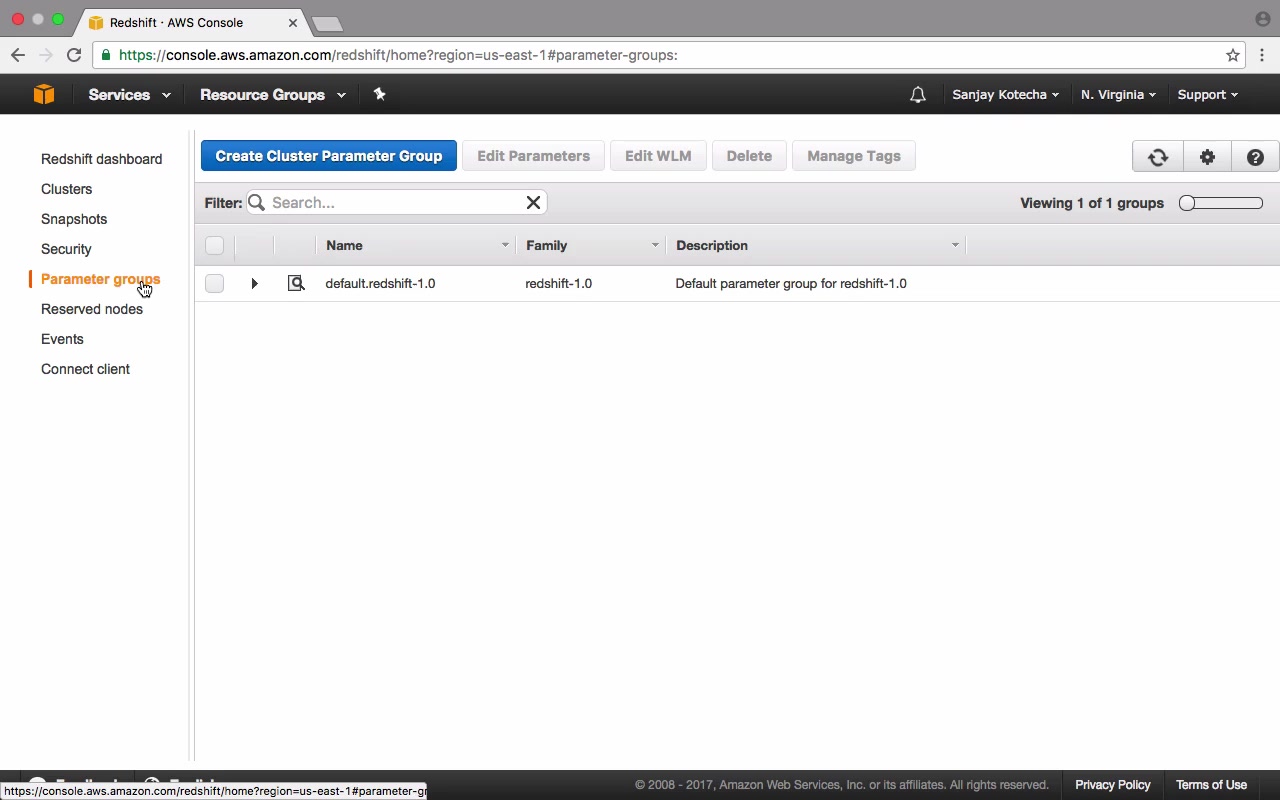 Redshift · AWS Console
https://console.aws.amazon.com/redshift/home?region=us-east-1#parameter-groups:
Services Resource Groups Sanjay Kotecha N. Virginia Support
Redshift dashboard
Clusters
Snapshots
Security
Parameter groups
Reserved nodes
Events
Connect client
Create Cluster Parameter Group Edit Parameters Edit WLM Delete Manage Tags
Filter: Search... Viewing 1 of 1 groups
Name Family Description
default.redshift-1.0 redshift-1.0 Default parameter group for redshift-1.0
© 2008 - 2017, Amazon Web Services, Inc. or its affiliates. All rights reserved. Privacy Policy Terms of Use
https://console.aws.amazon.com/redshift/home?region=us-east-1#parameter-gr